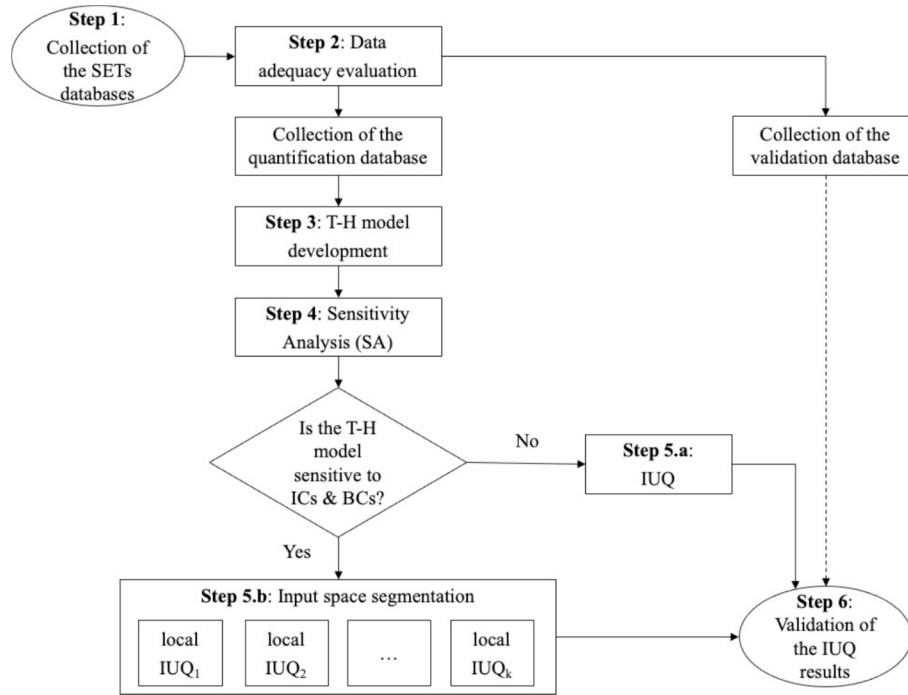 Step 1:
Collection of
the SETs
databases
Step 2: Data
adequacy evaluation
Collection of the
quantification database
Collection of the
validation database
Step 3: T-H model
development
Step 4: Sensitivity
Analysis (SA)
Is the T-H
model
sensitive to
ICs & BCs?
No
Step 5.a:
IUQ
Yes
Step 5.b: Input space segmentation
local
IUQ₁
local
IUQ₂
…
local
IUQₖ
Step 6:
Validation of
the IUQ
results